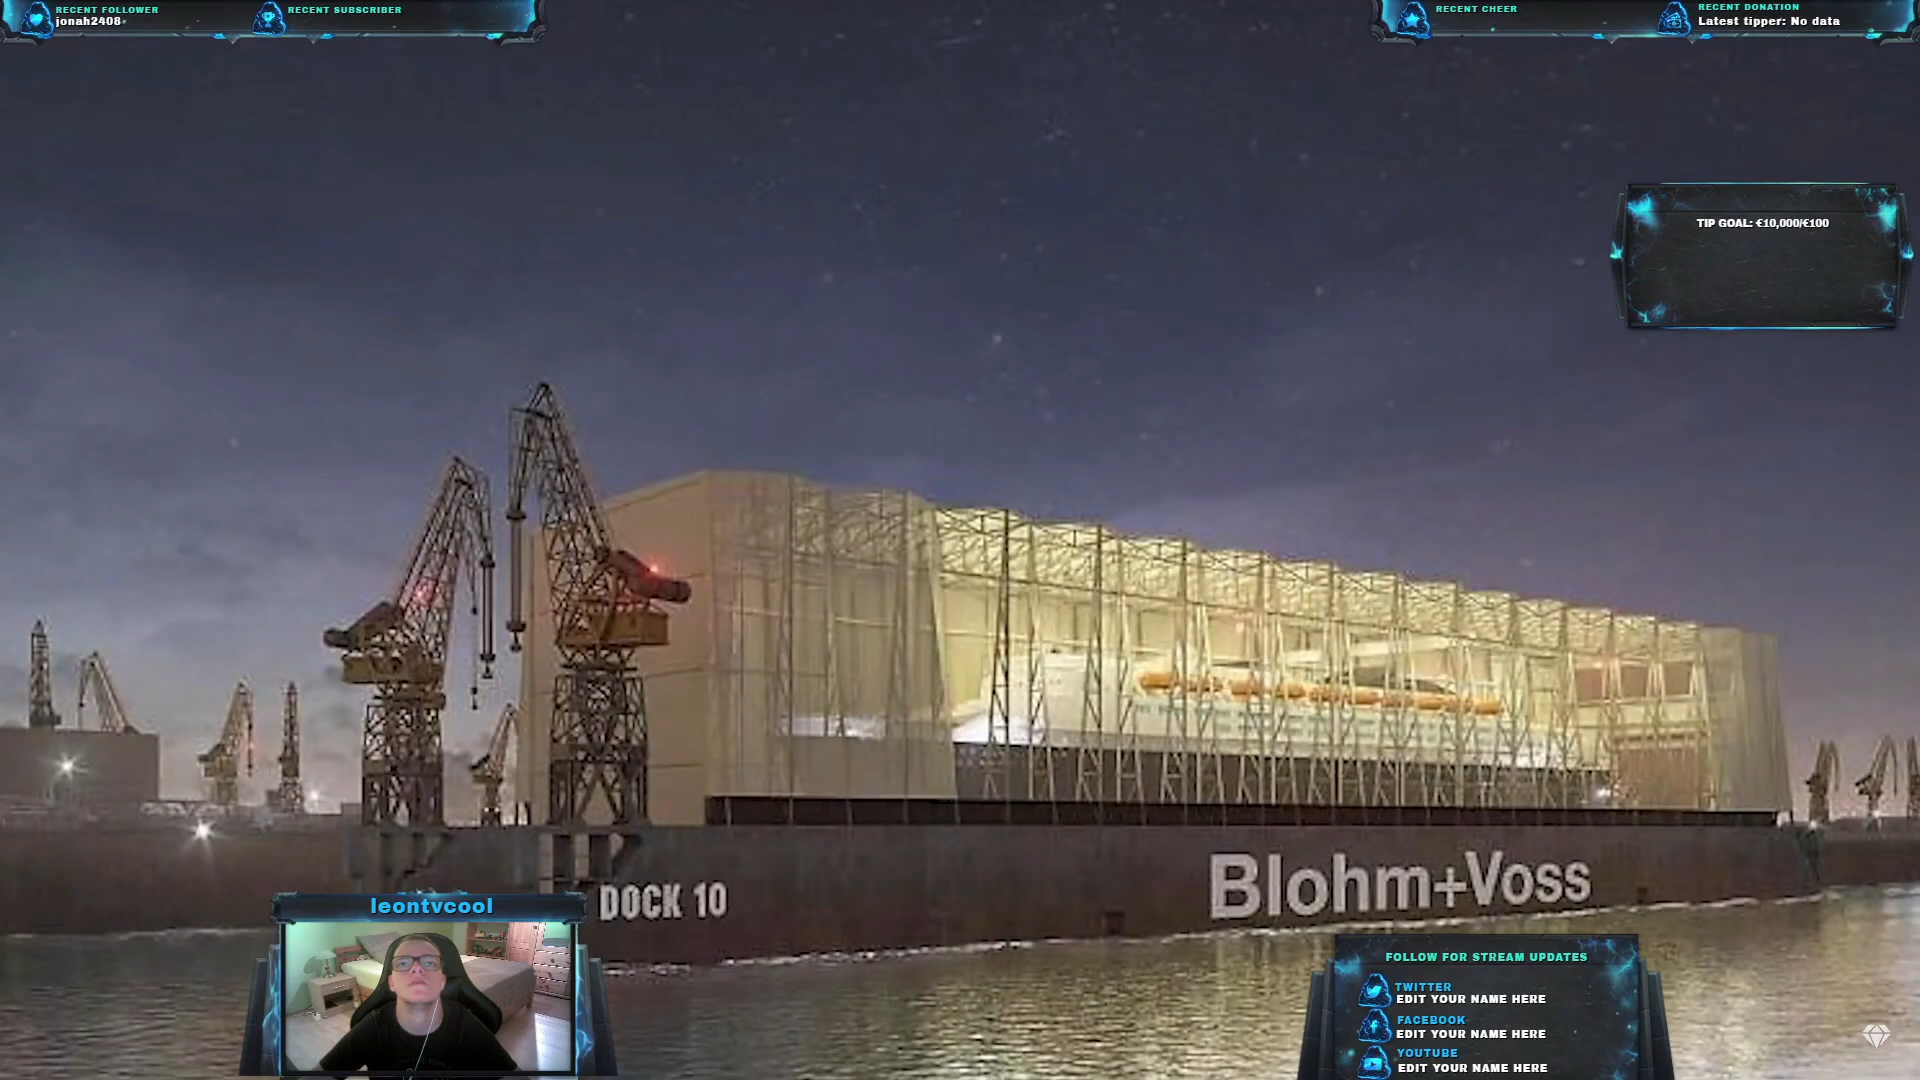 RECENT FOLLOWER
jonah2408
RECENT SUBSCRIBER
RECENT CHEER
RECENT DONATION
Latest tipper: No data
TIP GOAL: €10,000/€100
DOCK 10
Blohm+Voss
leontvcool
FOLLOW FOR STREAM UPDATES
TWITTER
EDIT YOUR NAME HERE
FACEBOOK
EDIT YOUR NAME HERE
YOUTUBE
EDIT YOUR NAME HERE